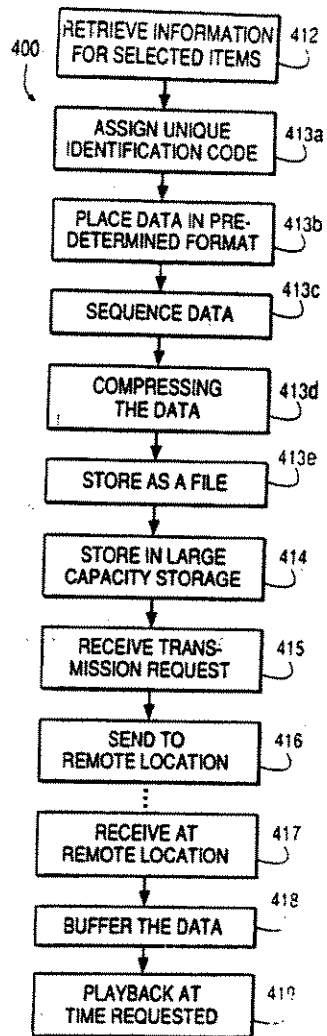 400
RETRIEVE INFORMATION
FOR SELECTED ITEMS
412
ASSIGN UNIQUE
IDENTIFICATION CODE
413a
PLACE DATA IN PRE-
DETERMINED FORMAT
413b
SEQUENCE DATA
413c
COMPRESSING
THE DATA
413d
STORE AS A FILE
413e
STORE IN LARGE
CAPACITY STORAGE
414
RECEIVE TRANS-
MISSION REQUEST
415
SEND TO
REMOTE LOCATION
416
RECEIVE AT
REMOTE LOCATION
417
BUFFER THE DATA
418
PLAYBACK AT
TIME REQUESTED
419